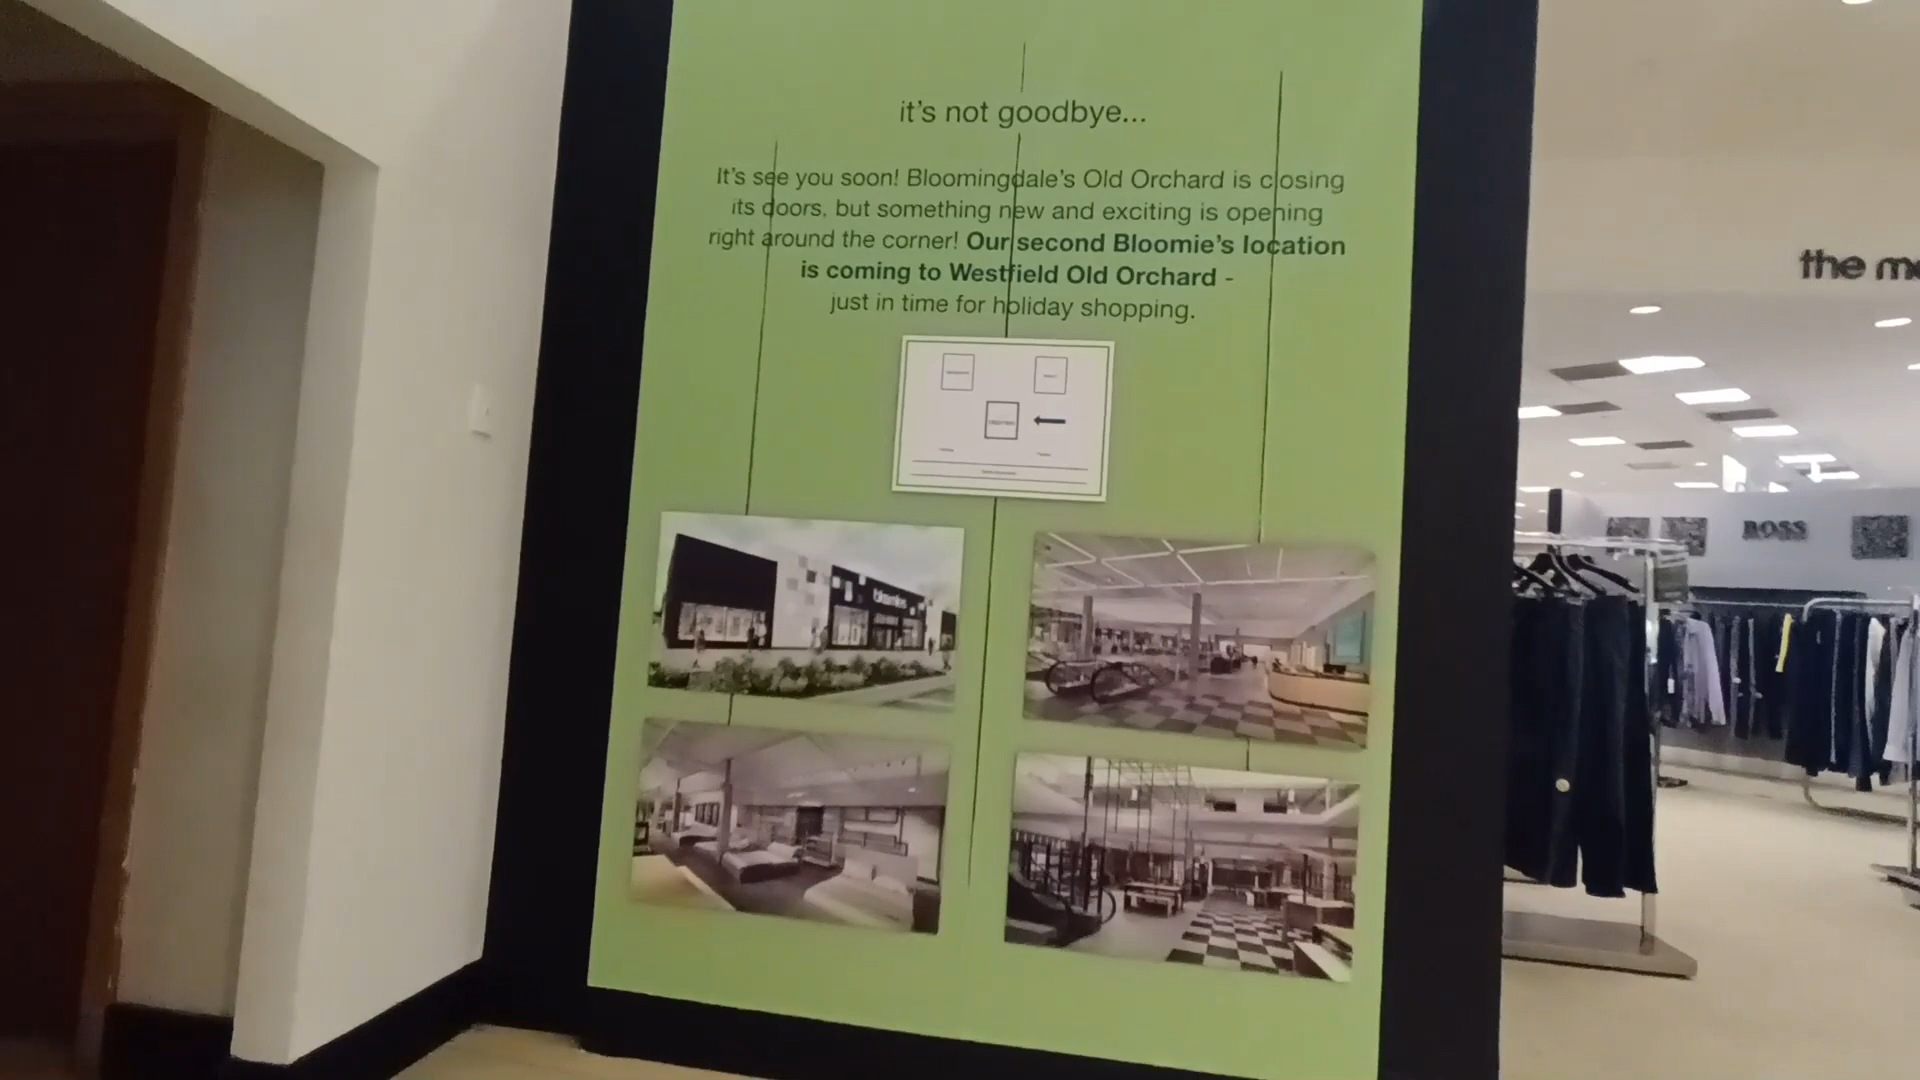 it's not goodbye...
It's see you soon! Bloomingdale's Old Orchard is closing
its doors, but something new and exciting is opening
right around the corner! Our second Bloomie's location
is coming to Westfield Old Orchard -
just in time for holiday shopping.
bloomies
the
BOSS